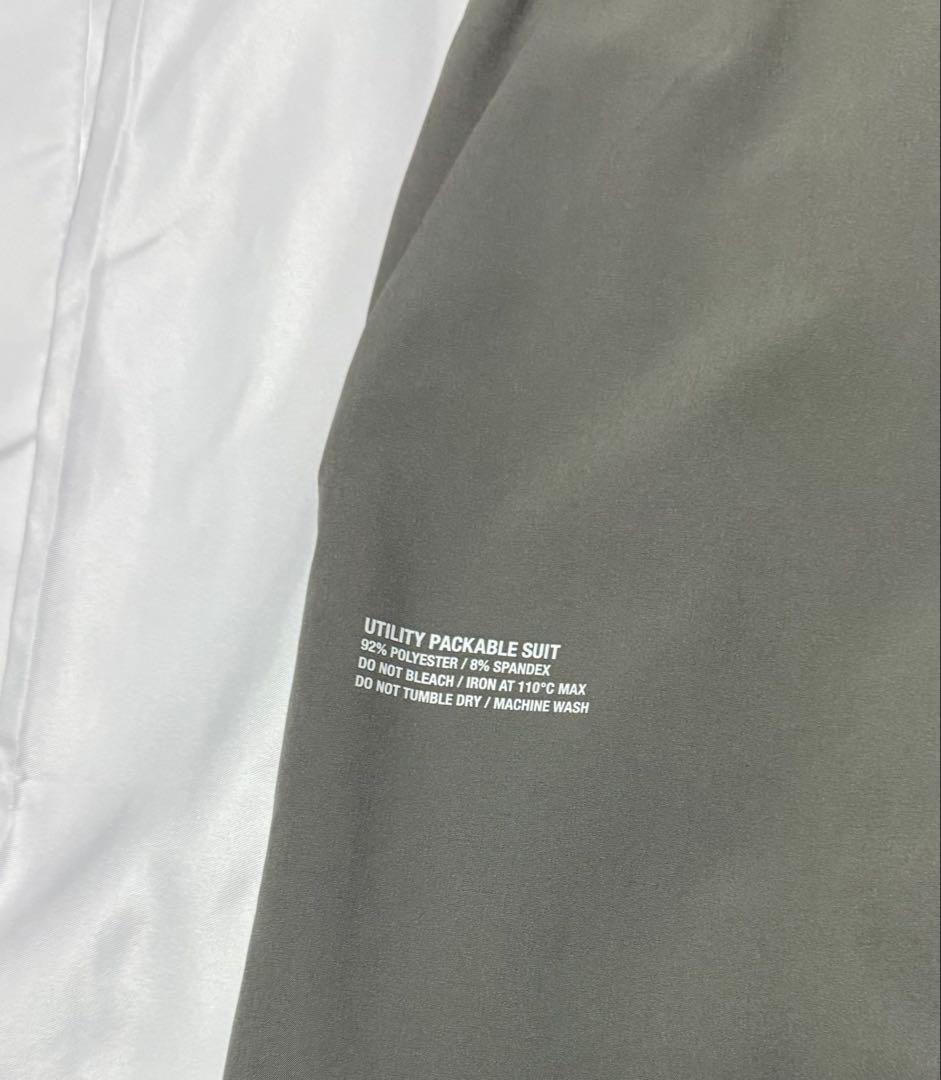 UTILITY PACKABLE SUIT
92% POLYESTER / 8% SPANDEX
DO NOT BLEACH / IRON AT 110°C MAX
DO NOT TUMBLE DRY / MACHINE WASH